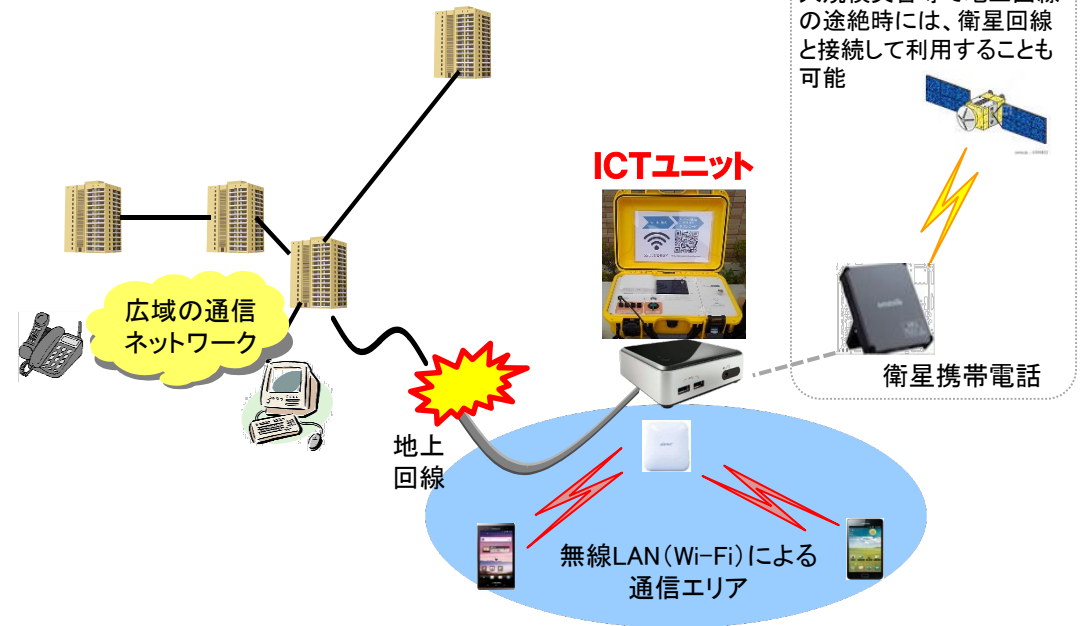 の途絶時には、衛星回線
と接続して利用することも
可能
ICTユニット
広域の通信
ネットワーク
衛星携帯電話
地上
回線
無線LAN(Wi-Fi)による
通信エリア